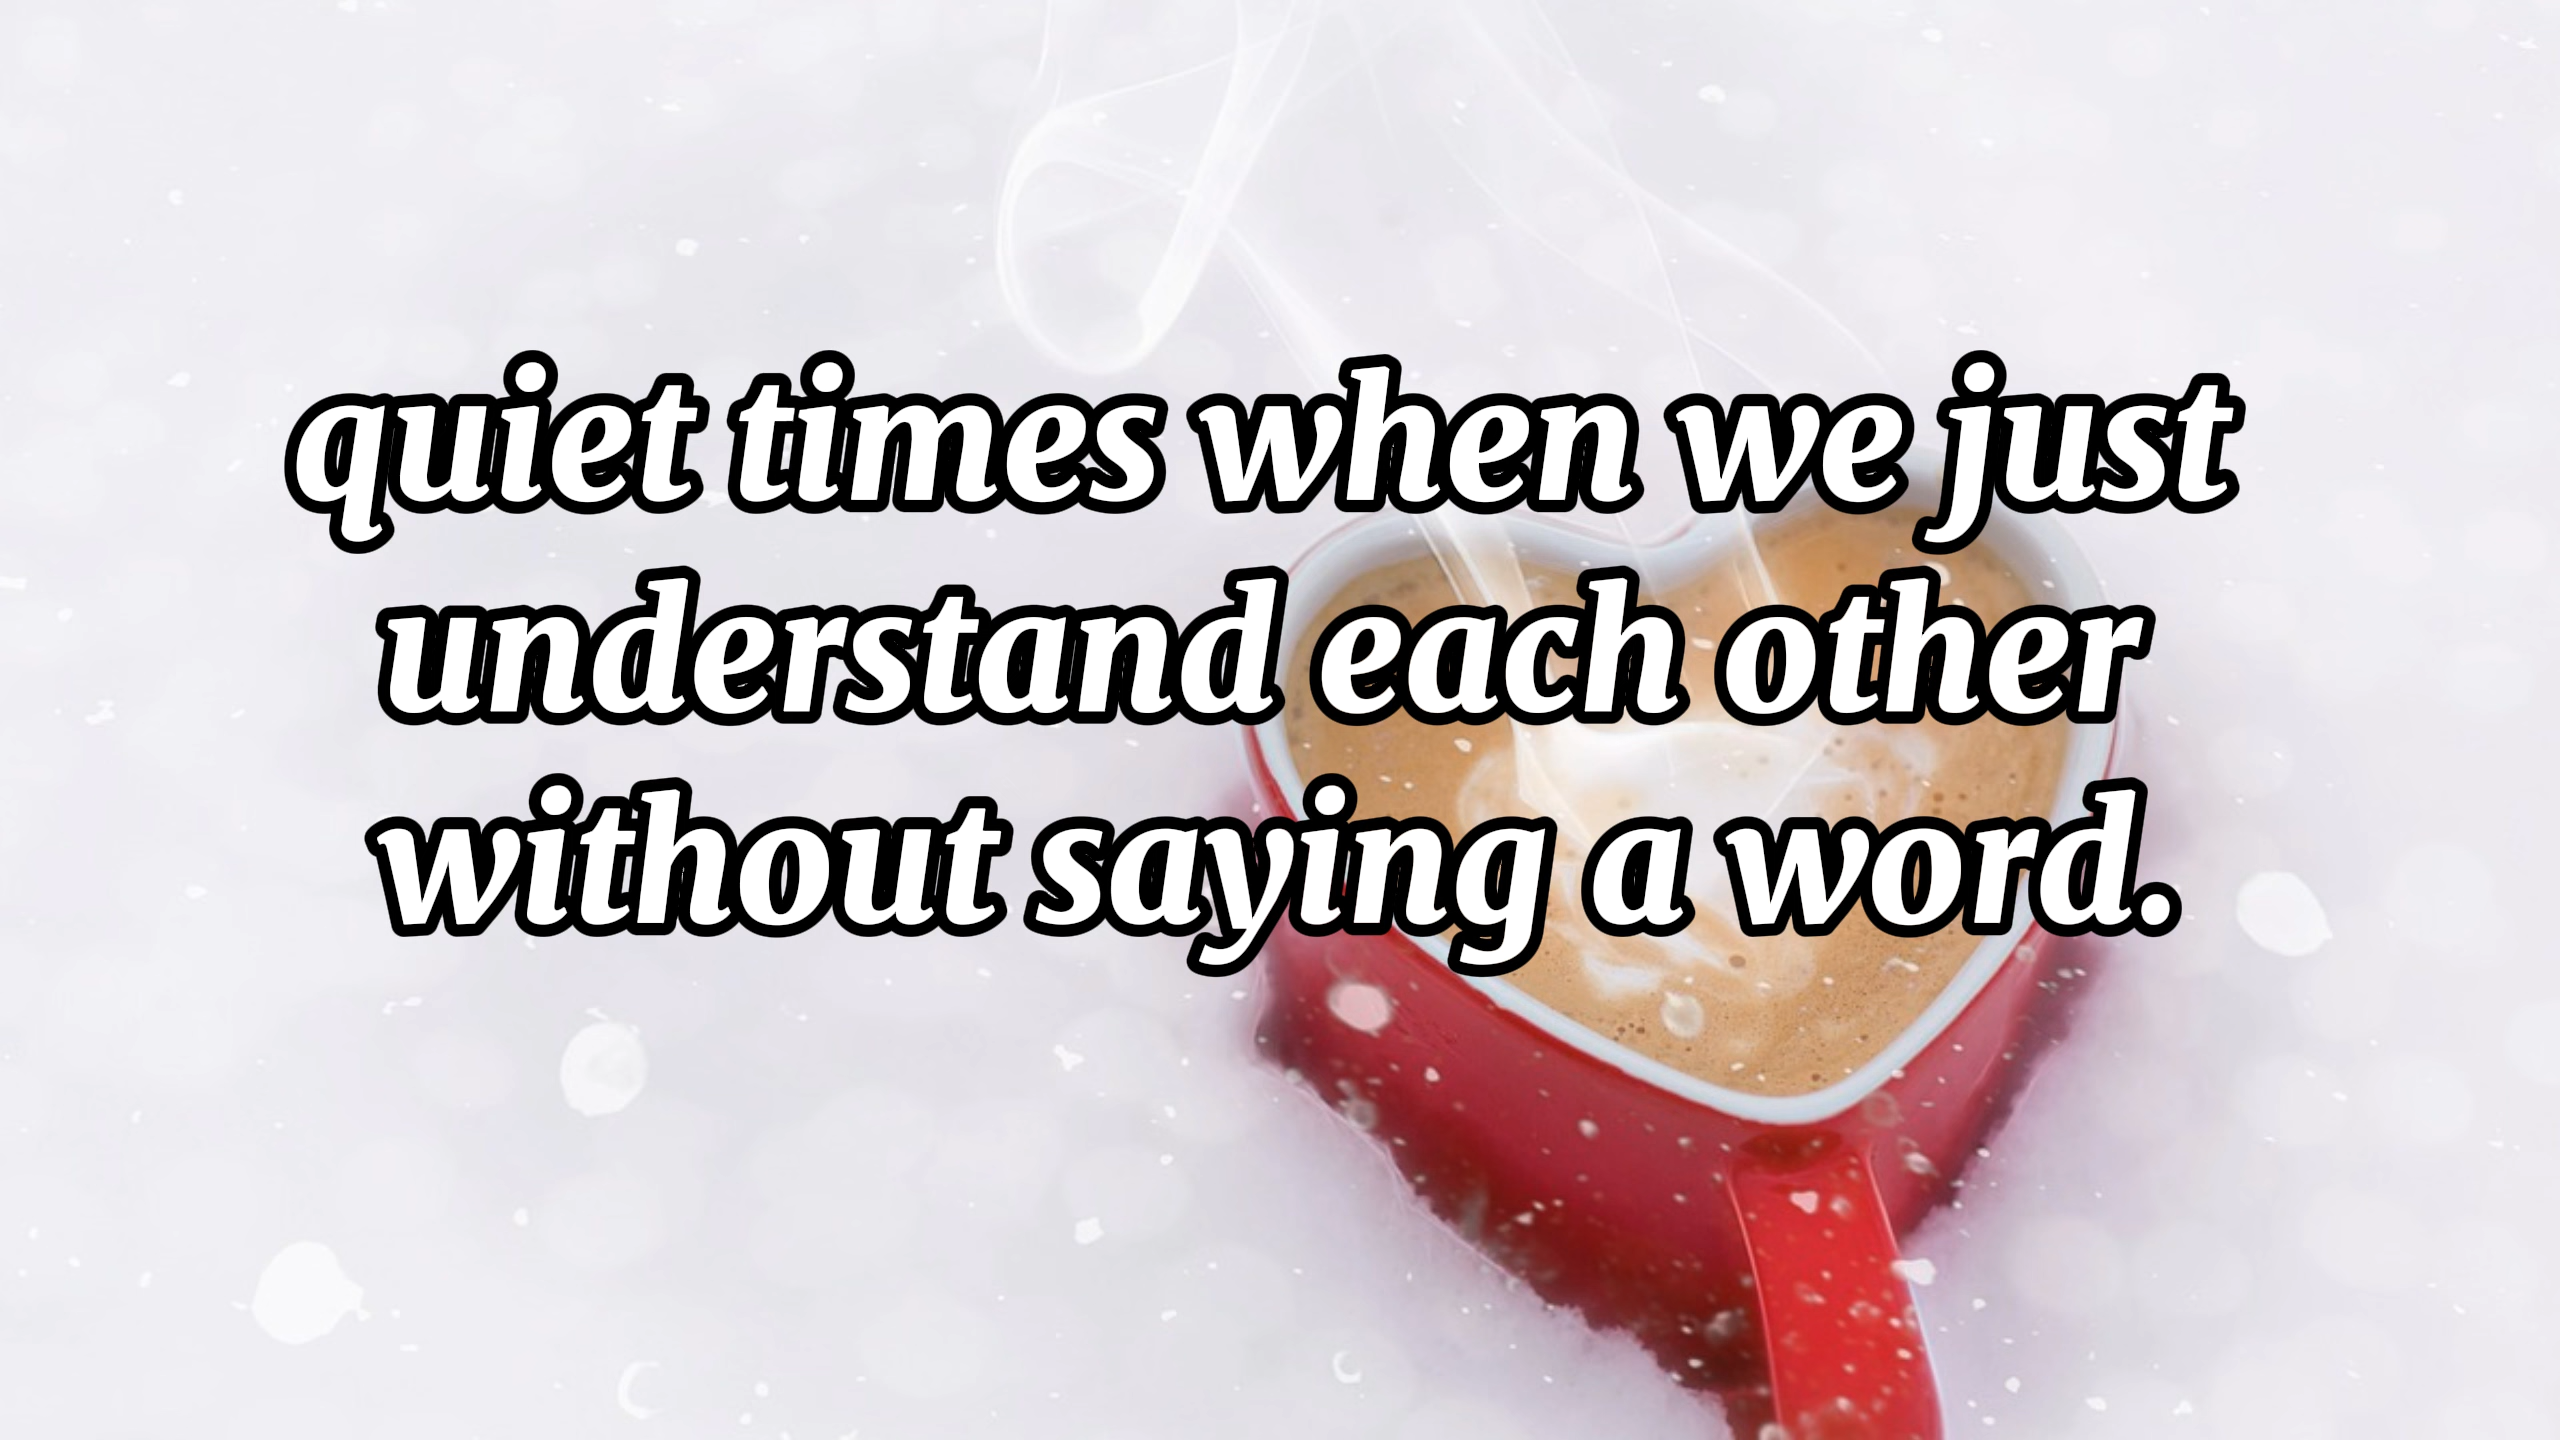 quiet times when we just
understand each other
without saying a word.